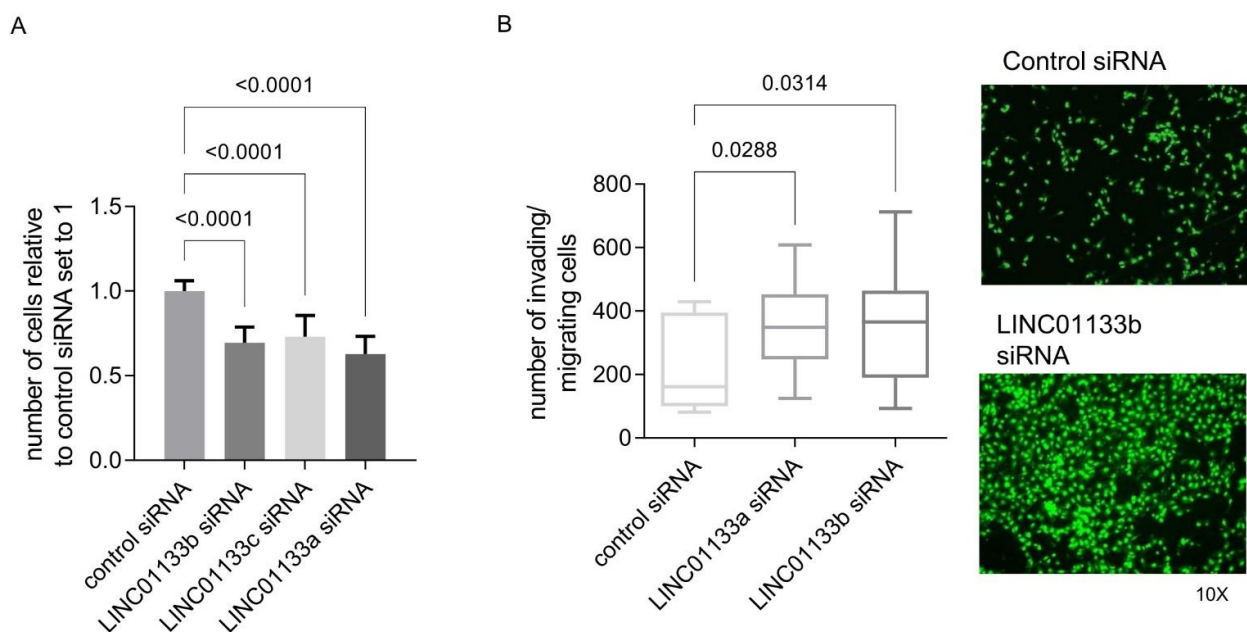 A
<0.0001
<0.0001
<0.0001
number of cells relative
to control siRNA set to 1
1.5
1.0
0.5
0.0
control siRNA
LINC01133b siRNA
LINC01133c siRNA
LINC01133a siRNA
B
0.0314
0.0288
number of invading/
migrating cells
800
600
400
200
0
control siRNA
LINC01133a siRNA
LINC01133b siRNA
Control siRNA
LINC01133b
siRNA
10X